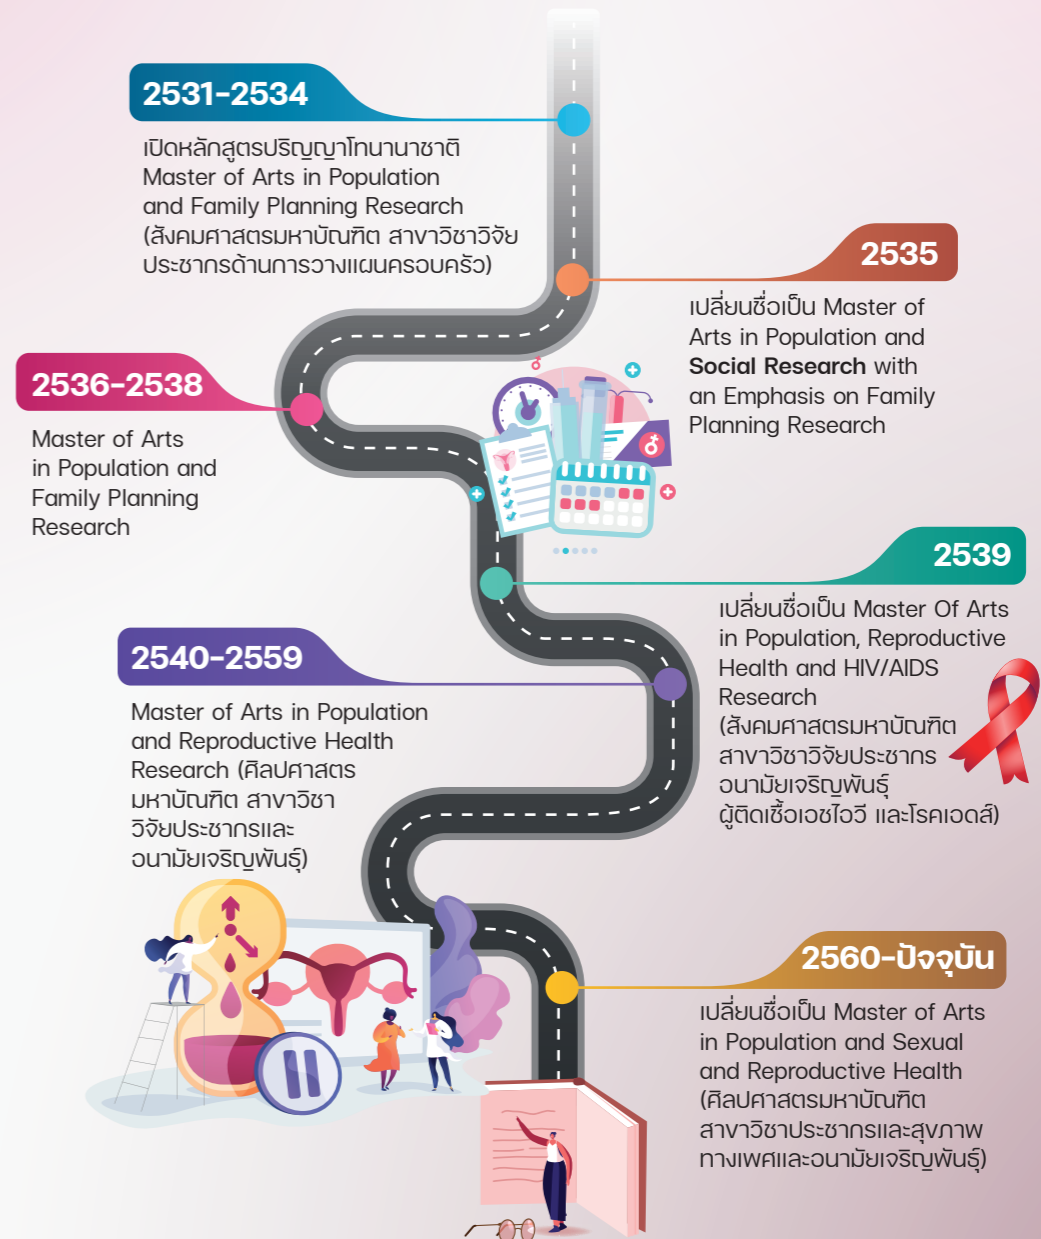 2531-2534
เปิดหลักสูตรปริญญาโทนานาชาติ
Master of Arts in Population
and Family Planning Research
(สังคมศาสตรมหาบัณฑิต สาขาวิชาวิจัย
ประชากรด้านการวางแผนครอบครัว)
2535
เปลี่ยนชื่อเป็น Master of
Arts in Population and
Social Research with
an Emphasis on Family
Planning Research
2536-2538
Master of Arts
in Population and
Family Planning
Research
2539
เปลี่ยนชื่อเป็น Master Of Arts
in Population, Reproductive
Health and HIV/AIDS
Research
(สังคมศาสตรมหาบัณฑิต
สาขาวิชาวิจัยประชากร
อนามัยเจริญพันธุ์
ผู้ติดเชื้อเอชไอวี และโรคเอดส์)
2540-2559
Master of Arts in Population
and Reproductive Health
Research (ศิลปศาสตร
มหาบัณฑิต สาขาวิชา
วิจัยประชากรและ
อนามัยเจริญพันธุ์)
2560-ปัจจุบัน
เปลี่ยนชื่อเป็น Master of Arts
in Population and Sexual
and Reproductive Health
(ศิลปศาสตรมหาบัณฑิต
สาขาวิชาประชากรและสุขภาพ
ทางเพศและอนามัยเจริญพันธุ์)